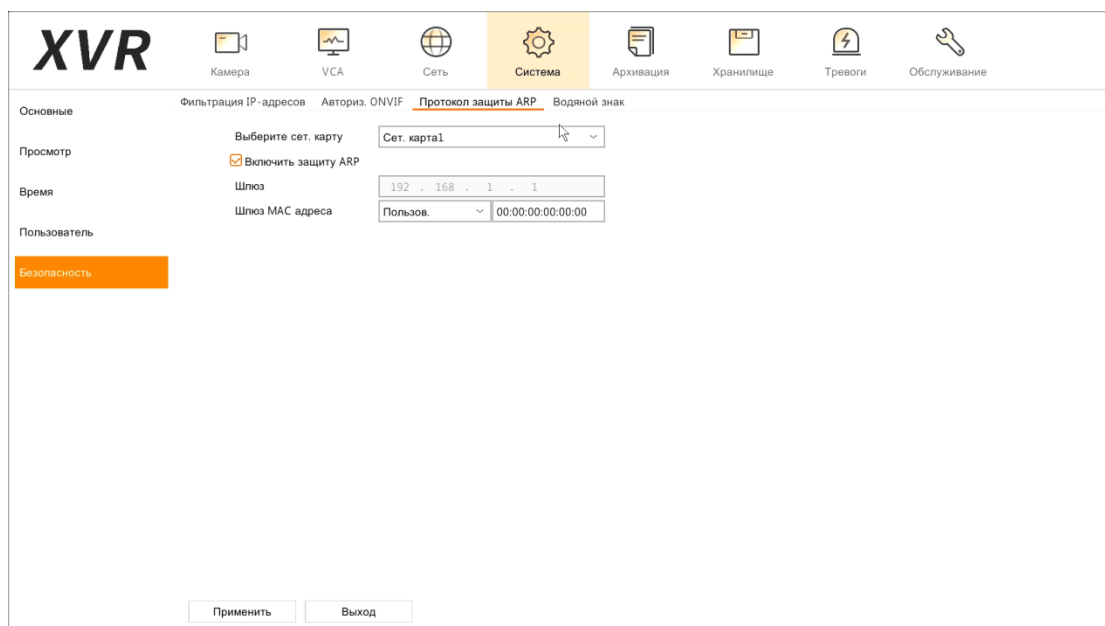 XVR
Камера VCA Сеть Система Архивация Хранилище Тревоги Обслуживание
Основные
Просмотр
Время
Пользователь
Безопасность
Фильтрация IP-адресов Авториз. ONVIF Протокол защиты ARP Водяной знак
Выберите сет. карту Сет. карта1
Включить защиту ARP
Шлюз 192 . 168 . 1 . 1
Шлюз MAC адреса Пользов. 00:00:00:00:00:00
Применить Выход